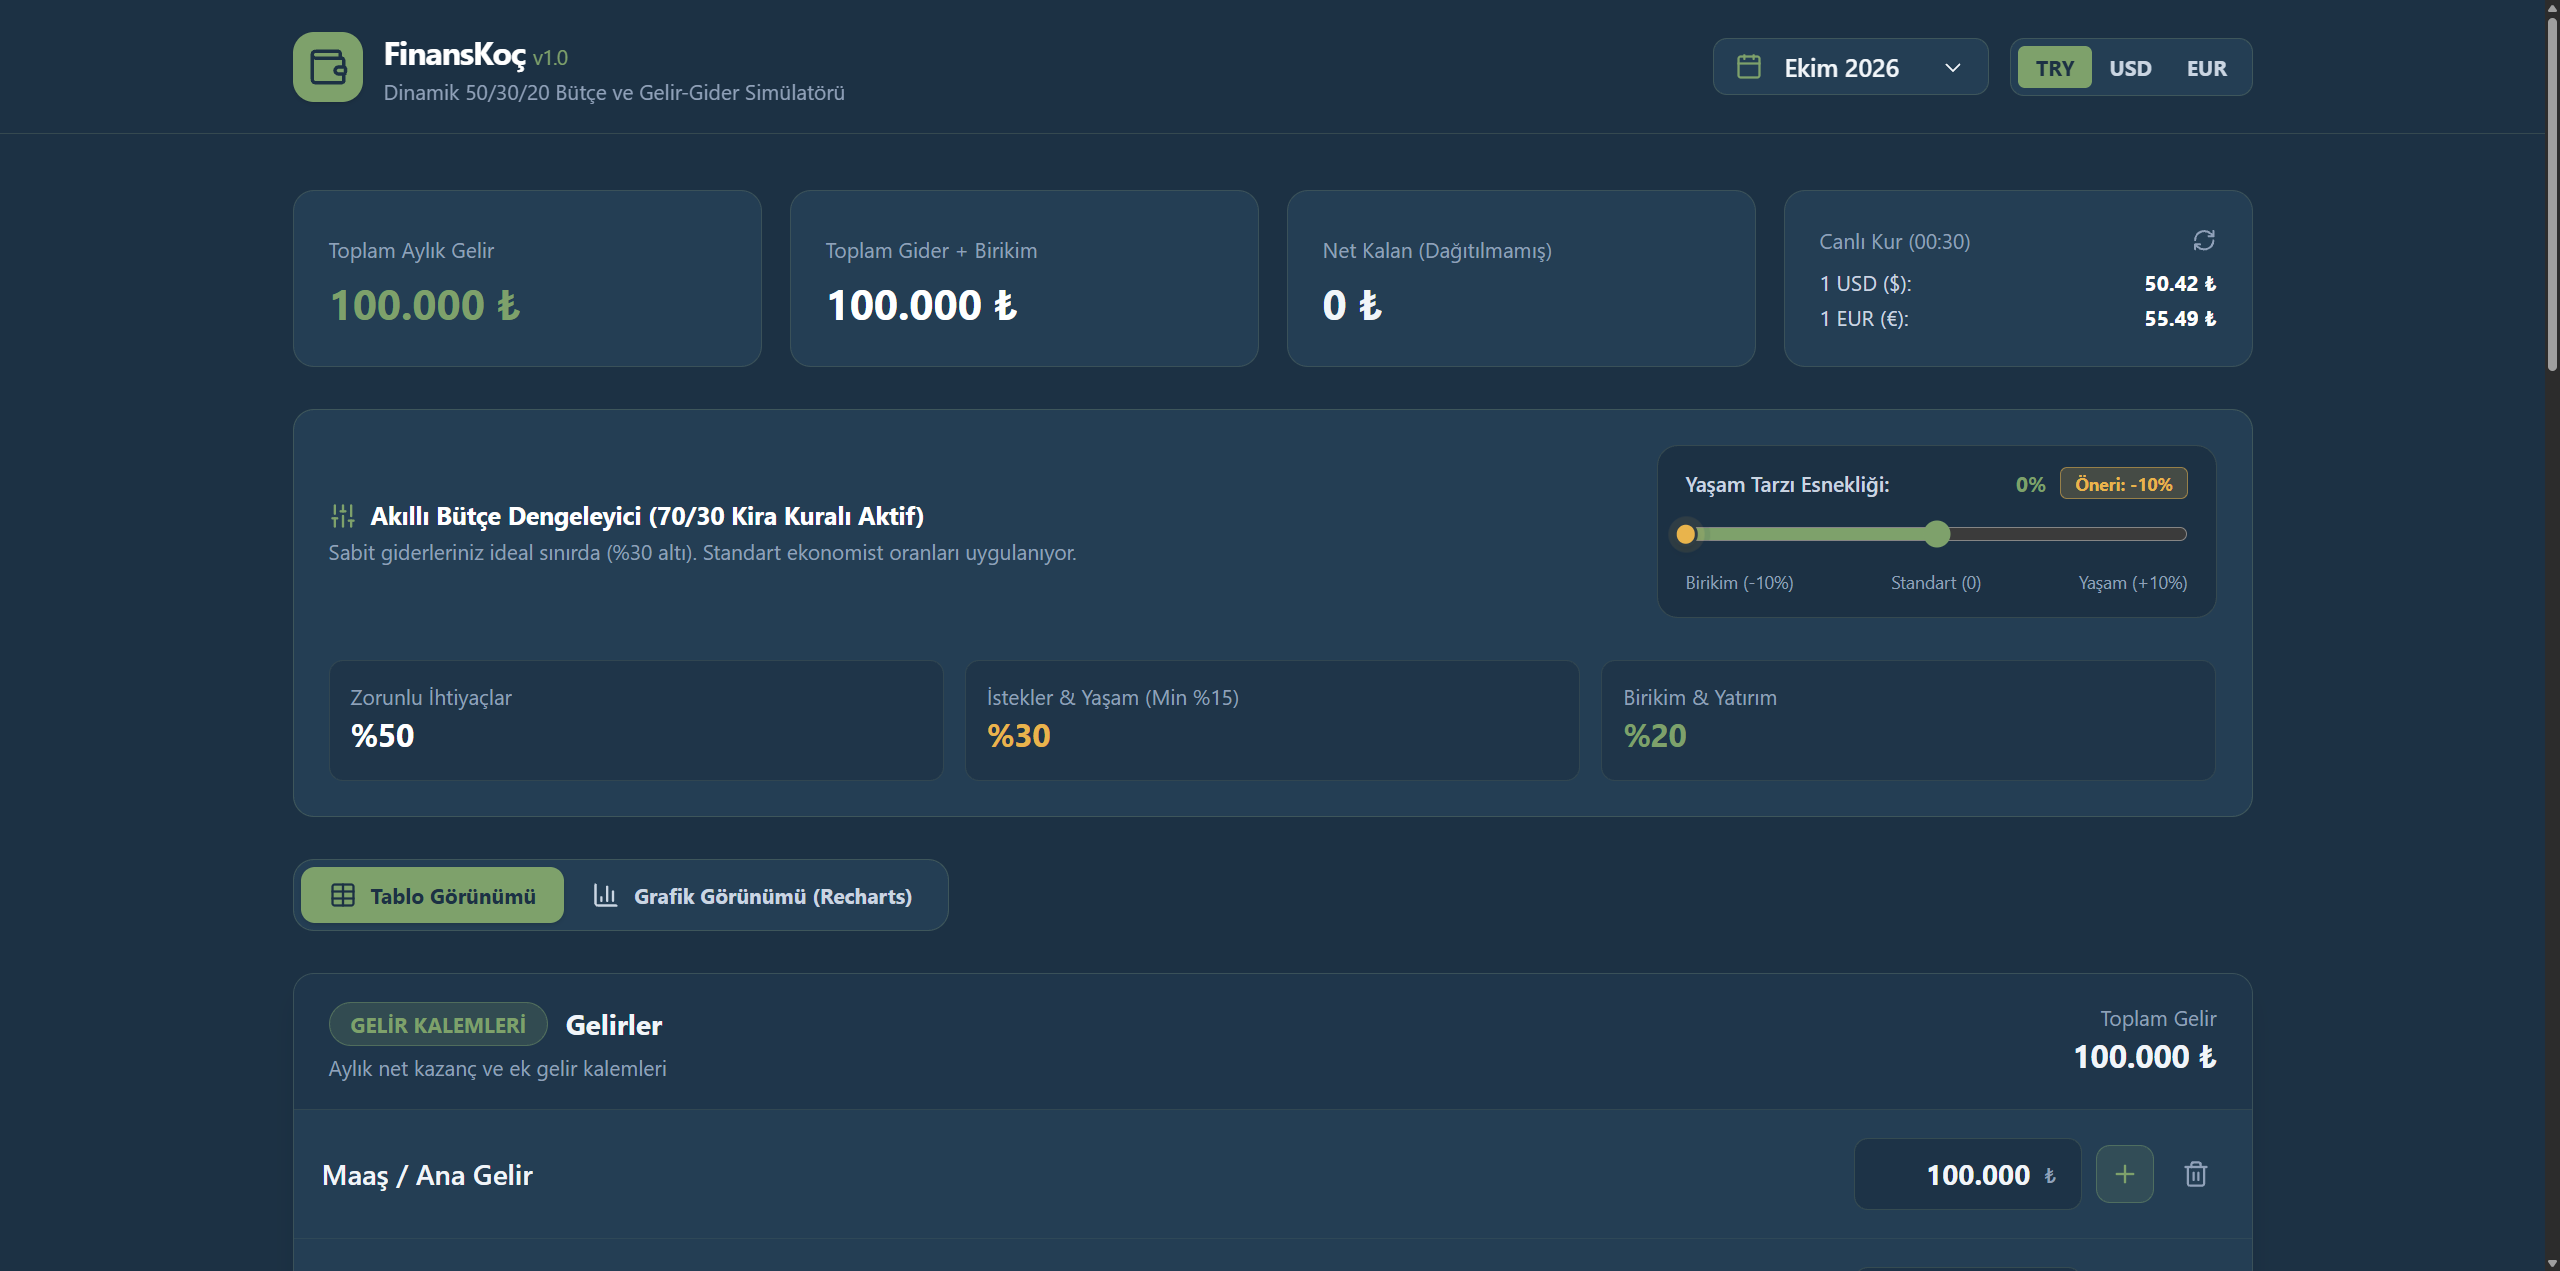 FinansKoç v1.0
Dinamik 50/30/20 Bütçe ve Gelir-Gider Simülatörü
Ekim 2026
TRY USD EUR
Toplam Aylık Gelir
100.000 ₺
Toplam Gider + Birikim
100.000 ₺
Net Kalan (Dağıtılmamış)
0 ₺
Canlı Kur (00:30)
1 USD ($): 50.42 ₺
1 EUR (€): 55.49 ₺
Akıllı Bütçe Dengeleyici (70/30 Kira Kuralı Aktif)
Sabit giderleriniz ideal sınırda (%30 altı). Standart ekonomist oranları uygulanıyor.
Yaşam Tarzı Esnekliği: 0% Öneri: -10%
Birikim (-10%) Standart (0) Yaşam (+10%)
Zorunlu İhtiyaçlar
%50
İstekler & Yaşam (Min %15)
%30
Birikim & Yatırım
%20
Tablo Görünümü Grafik Görünümü (Recharts)
GELİR KALEMLERİ Gelirler
Aylık net kazanç ve ek gelir kalemleri
Toplam Gelir
100.000 ₺
Maaş / Ana Gelir 100.000 ₺